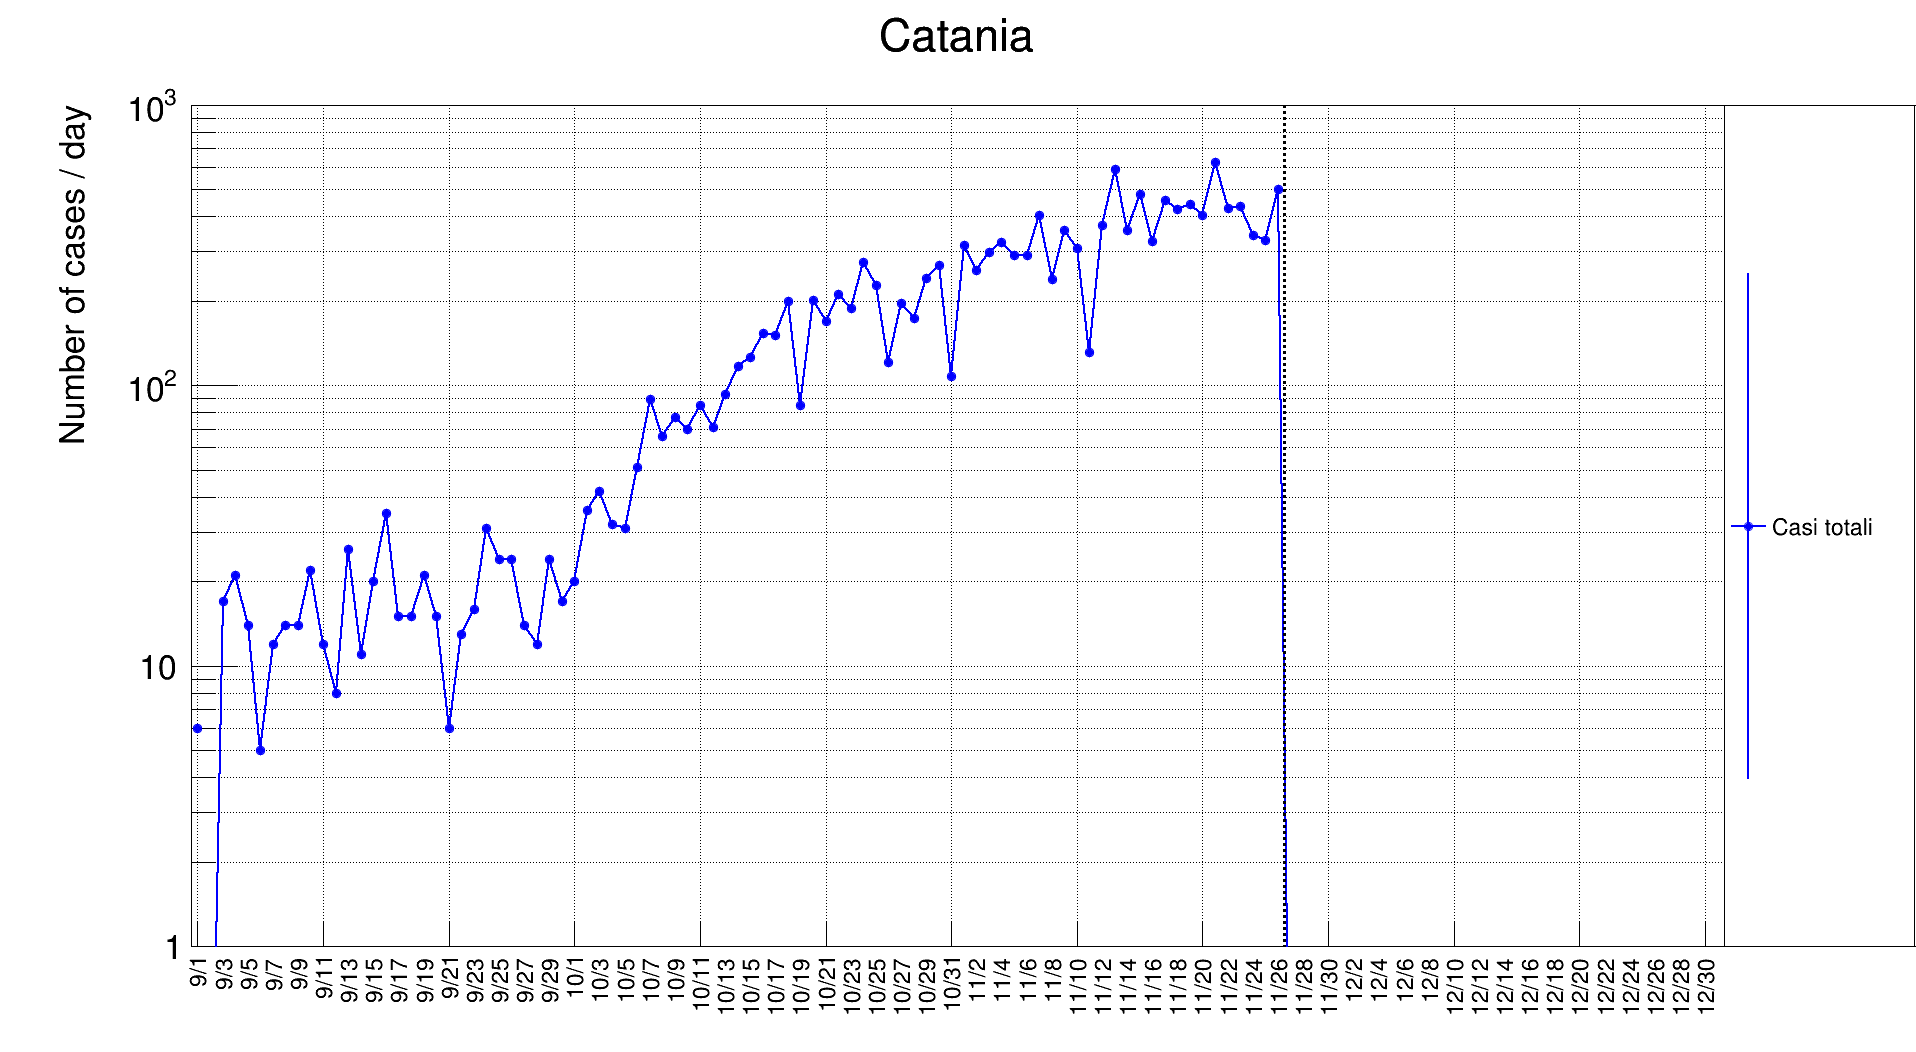 Catania
Number of cases / day
10³
10²
10
1
9/1 9/3 9/5 9/7 9/9 9/11 9/13 9/15 9/17 9/19 9/21 9/23 9/25 9/27 9/29 10/1 10/3 10/5 10/7 10/9 10/11 10/13 10/15 10/17 10/19 10/21 10/23 10/25 10/27 10/29 10/31 11/2 11/4 11/6 11/8 11/10 11/12 11/14 11/16 11/18 11/20 11/22 11/24 11/26 11/28 11/30 12/2 12/4 12/6 12/8 12/10 12/12 12/14 12/16 12/18 12/20 12/22 12/24 12/26 12/28 12/30
Casi totali